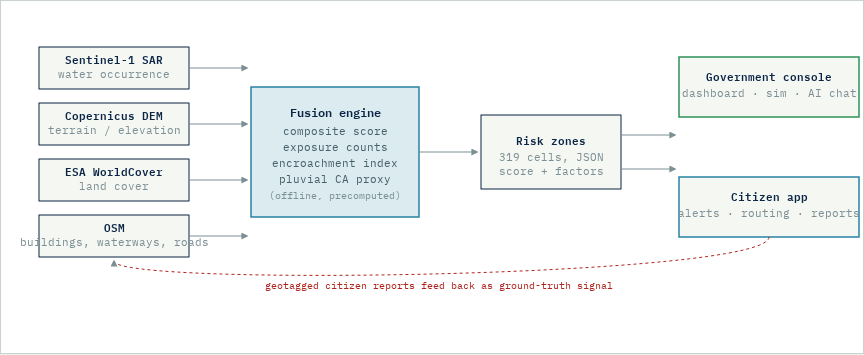 Sentinel-1 SAR
water occurrence
Copernicus DEM
terrain / elevation
ESA WorldCover
land cover
OSM
buildings, waterways, roads
Fusion engine
composite score
exposure counts
encroachment index
pluvial CA proxy
(offline, precomputed)
Risk zones
319 cells, JSON
score + factors
Government console
dashboard · sim · AI chat
Citizen app
alerts · routing · reports
geotagged citizen reports feed back as ground-truth signal